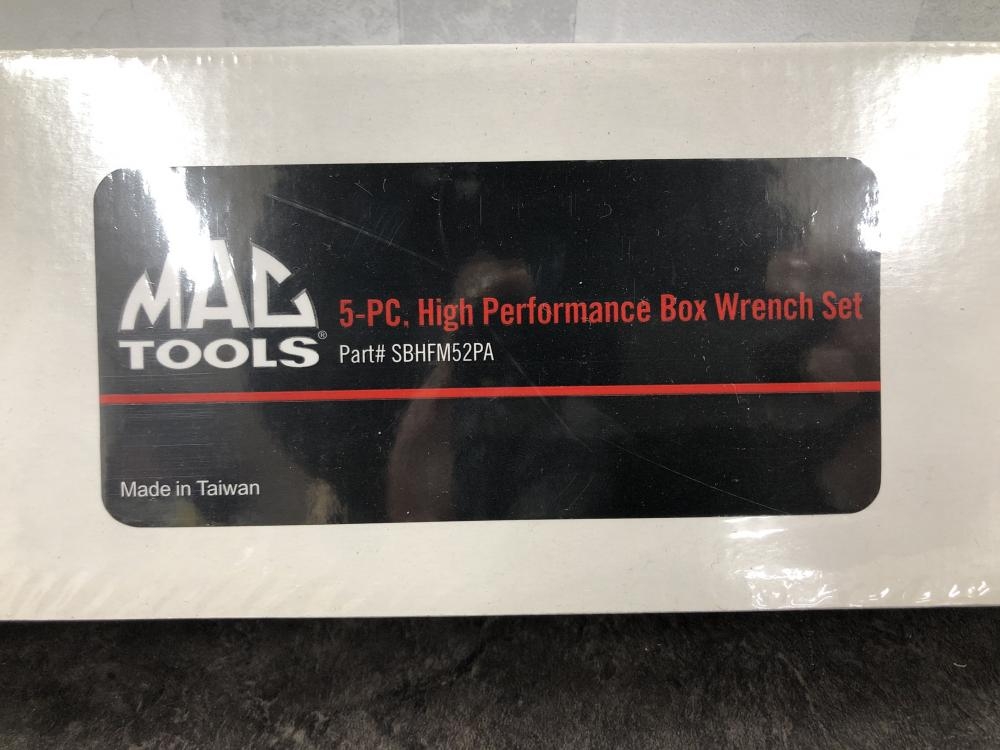 MAC
TOOLS®
5-PC. High Performance Box Wrench Set
Part# SBHFM52PA
Made in Taiwan